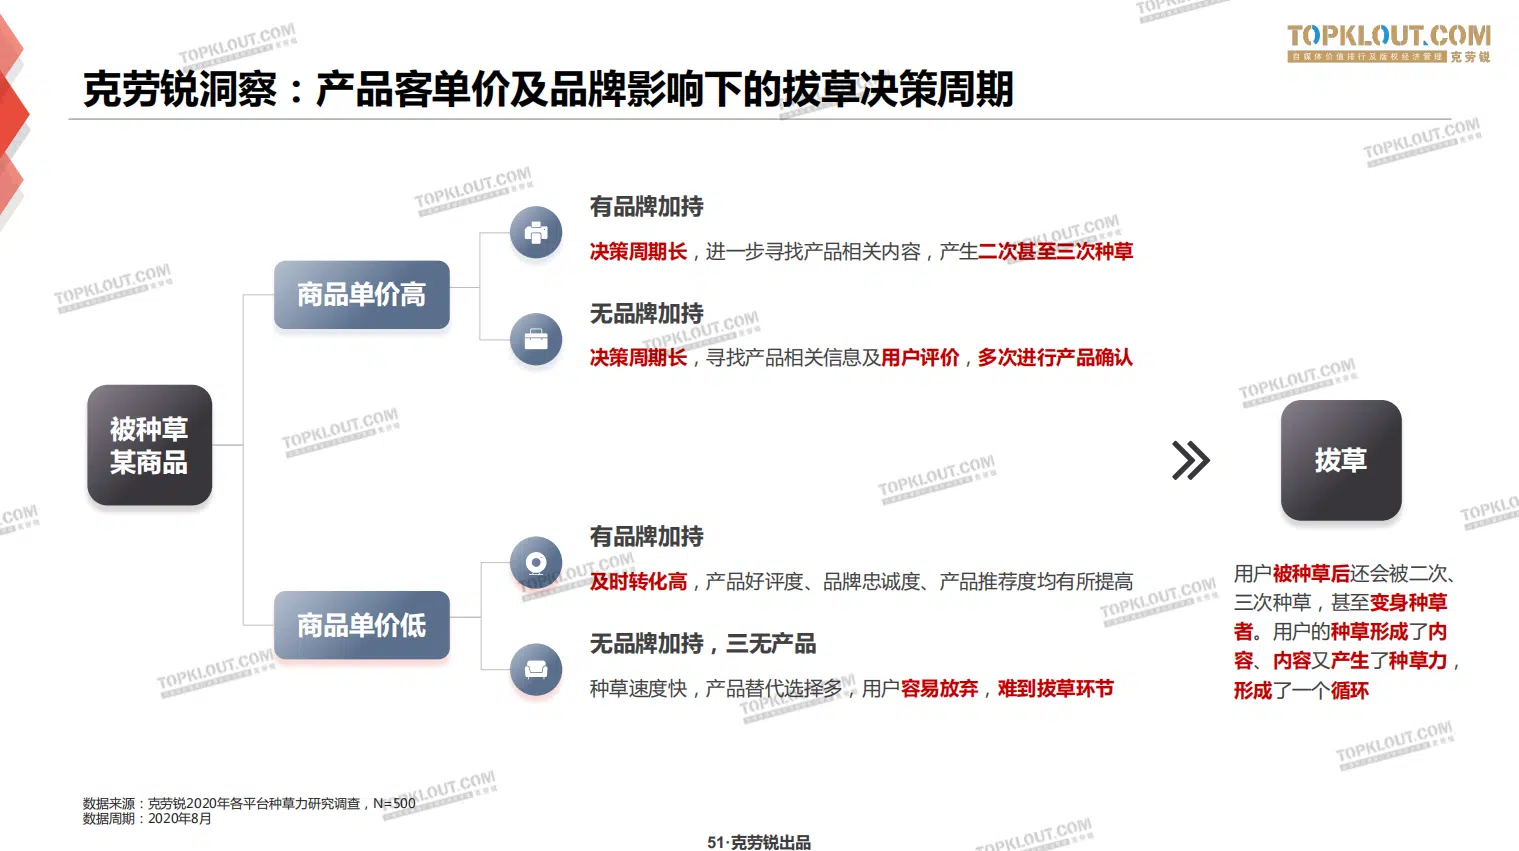 TOPKLOUT.COM
自媒体价值排行及版权经济管理 克劳锐
克劳锐洞察：产品客单价及品牌影响下的拔草决策周期
被种草
某商品
商品单价高
有品牌加持
决策周期长，进一步寻找产品相关内容，产生二次甚至三次种草
无品牌加持
决策周期长，寻找产品相关信息及用户评价，多次进行产品确认
商品单价低
有品牌加持
及时转化高，产品好评度、品牌忠诚度、产品推荐度均有所提高
无品牌加持，三无产品
种草速度快，产品替代选择多，用户容易放弃，难到拔草环节
拔草
用户被种草后还会被二次、
三次种草，甚至变身种草
者。用户的种草形成了内
容、内容又产生了种草力，
形成了一个循环
数据来源：克劳锐2020年各平台种草力研究调查，N=500
数据周期：2020年8月
51·克劳锐出品